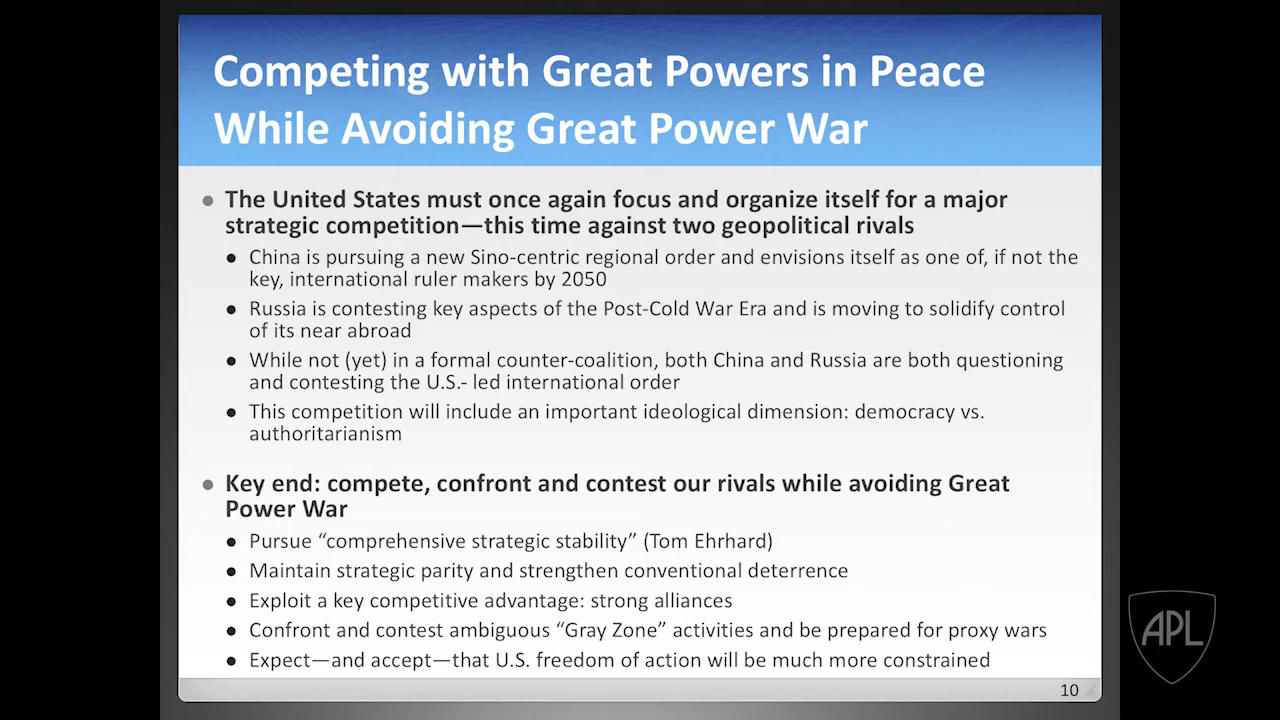 Competing with Great Powers in Peace
While Avoiding Great Power War
● The United States must once again focus and organize itself for a major
strategic competition—this time against two geopolitical rivals
● China is pursuing a new Sino-centric regional order and envisions itself as one of, if not the
key, international ruler makers by 2050
● Russia is contesting key aspects of the Post-Cold War Era and is moving to solidify control
of its near abroad
● While not (yet) in a formal counter-coalition, both China and Russia are both questioning
and contesting the U.S.- led international order
● This competition will include an important ideological dimension: democracy vs.
authoritarianism
● Key end: compete, confront and contest our rivals while avoiding Great
Power War
● Pursue “comprehensive strategic stability” (Tom Ehrhard)
● Maintain strategic parity and strengthen conventional deterrence
● Exploit a key competitive advantage: strong alliances
● Confront and contest ambiguous “Gray Zone” activities and be prepared for proxy wars
● Expect—and accept—that U.S. freedom of action will be much more constrained
10
APL